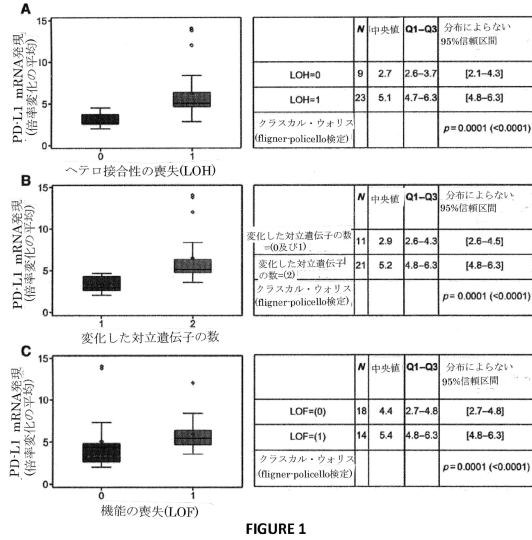 A
PD-L1 mRNA発現
(倍率変化の平均)
15
10
5
0
1
ヘテロ接合性の喪失(LOH)
N 中央値 Q1–Q3 分布によらない
95%信頼区間
LOH=0 9 2.7 2.6–3.7 [2.1–4.3]
LOH=1 23 5.1 4.7–6.3 [4.8–6.3]
クラスカル・ウォリス
(fligner-policello検定)
p = 0.0001 (<0.0001)
B
PD-L1 mRNA発現
(倍率変化の平均)
15
10
5
0
1
2
変化した対立遺伝子の数
N 中央値 Q1–Q3 分布によらない
95%信頼区間
変化した対立遺伝子の数
=(0及び1) 11 2.9 2.6–4.3 [2.6–4.5]
変化した対立遺伝子
の数=(2) 21 5.2 4.8–6.3 [4.8–6.3]
クラスカル・ウォリス
(fligner-policello検定)
p = 0.0001 (<0.0001)
C
PD-L1 mRNA発現
(倍率変化の平均)
15
10
5
0
0
1
機能の喪失(LOF)
N 中央値 Q1–Q3 分布によらない
95%信頼区間
LOF=(0) 18 4.4 2.7–4.8 [2.7–4.8]
LOF=(1) 14 5.4 4.8–6.3 [4.8–6.3]
クラスカル・ウォリス
(fligner-policello検定)
p = 0.0001 (<0.0001)
FIGURE 1